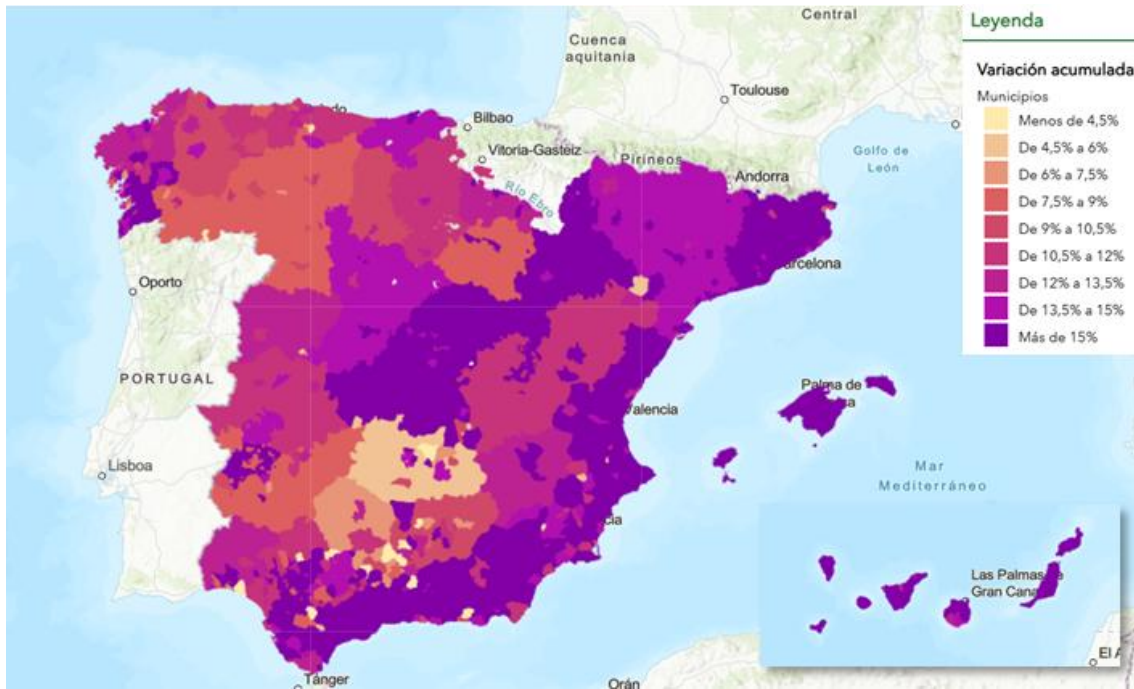 Central
Cuenca
aquitania
Toulouse
Bilbao
Vitoria-Gasteiz
Pirineos
Andorra
Golfo de
León
Río Ebro
Oporto
arcelona
PORTUGAL
Palma de
Valencia
Lisboa
Mar
Mediterráneo
Las Palmas de
Gran Cana
El A
Tánger
Orán
Leyenda
Variación acumulada
Municipios
Menos de 4,5%
De 4,5% a 6%
De 6% a 7,5%
De 7,5% a 9%
De 9% a 10,5%
De 10,5% a 12%
De 12% a 13,5%
De 13,5% a 15%
Más de 15%